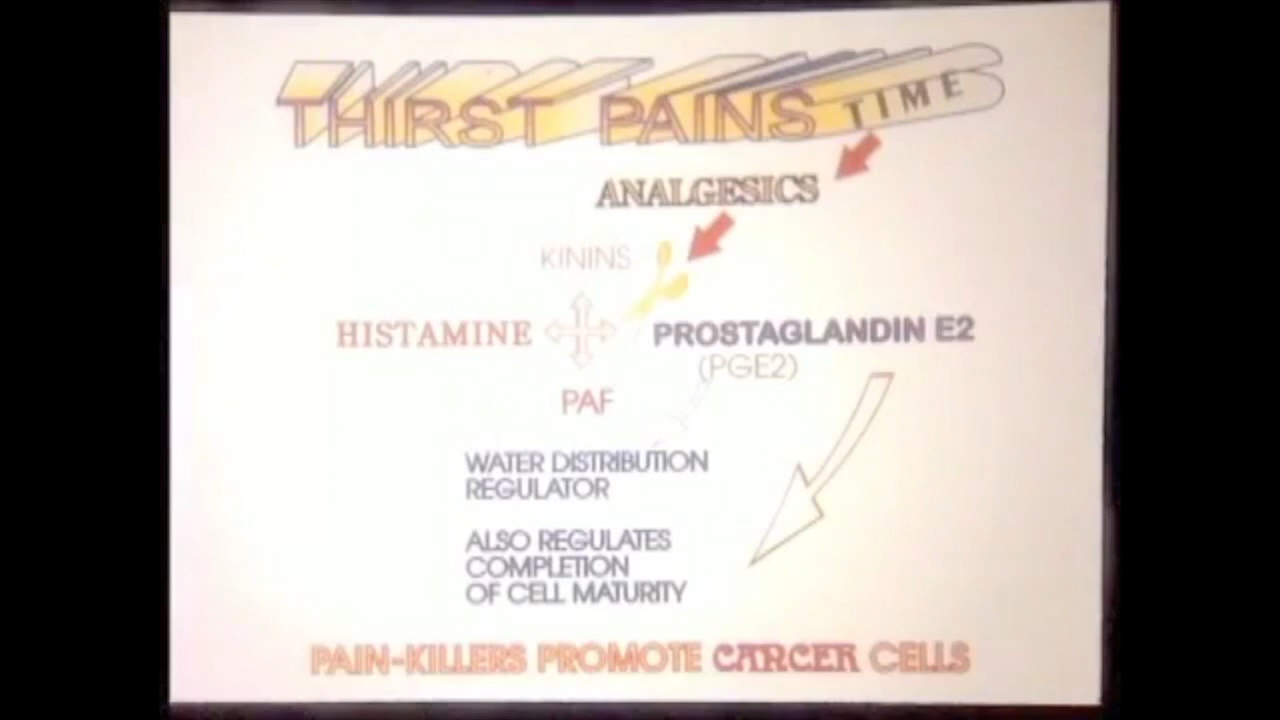 THIRST PAINS TIME
ANALGESICS
KININS
HISTAMINE
PROSTAGLANDIN E2
(PGE2)
PAF
WATER DISTRIBUTION
REGULATOR
ALSO REGULATES
COMPLETION
OF CELL MATURITY
PAIN-KILLERS PROMOTE CANCER CELLS